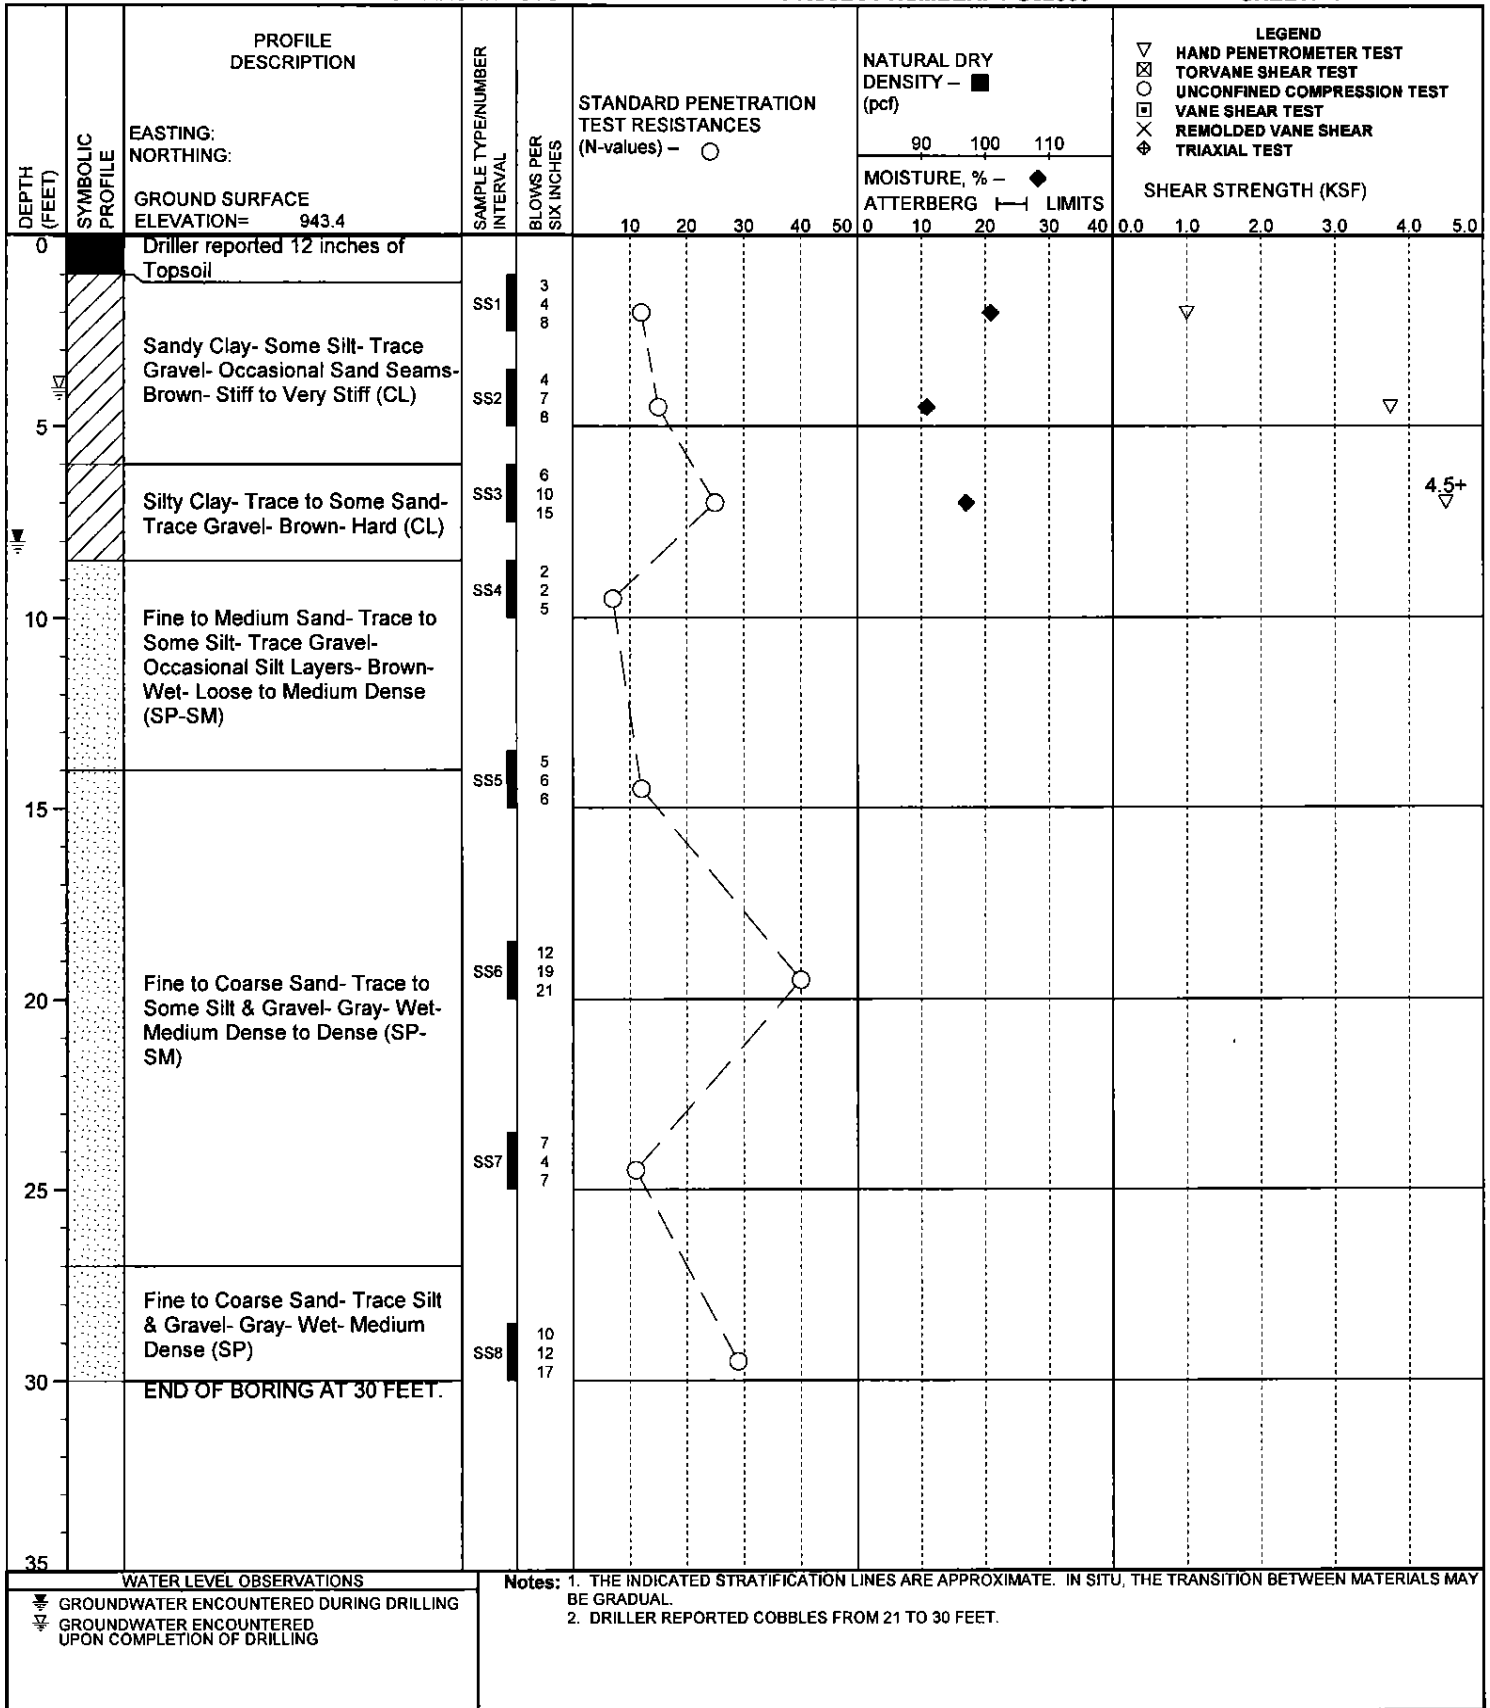 PROFILE
DESCRIPTION
EASTING:
NORTHING:
GROUND SURFACE
ELEVATION= 943.4
DEPTH
(FEET)
SYMBOLIC
PROFILE
SAMPLE TYPE/NUMBER
INTERVAL
BLOWS PER
SIX INCHES
STANDARD PENETRATION
TEST RESISTANCES
(N-values) –
10 20 30 40 50
NATURAL DRY
DENSITY –
(pcf)
90 100 110
MOISTURE, % –
ATTERBERG LIMITS
0 10 20 30 40
LEGEND
HAND PENETROMETER TEST
TORVANE SHEAR TEST
UNCONFINED COMPRESSION TEST
VANE SHEAR TEST
REMOLDED VANE SHEAR
TRIAXIAL TEST
SHEAR STRENGTH (KSF)
0.0 1.0 2.0 3.0 4.0 5.0
0
Driller reported 12 inches of
Topsoil
SS1
3
4
8
Sandy Clay- Some Silt- Trace
Gravel- Occasional Sand Seams-
Brown- Stiff to Very Stiff (CL)
SS2
4
7
8
5
Silty Clay- Trace to Some Sand-
Trace Gravel- Brown- Hard (CL)
SS3
6
10
15
4.5+
SS4
2
2
5
10
Fine to Medium Sand- Trace to
Some Silt- Trace Gravel-
Occasional Silt Layers- Brown-
Wet- Loose to Medium Dense
(SP-SM)
SS5
5
6
6
15
Fine to Coarse Sand- Trace to
Some Silt & Gravel- Gray- Wet-
Medium Dense to Dense (SP-
SM)
SS6
12
19
21
20
SS7
7
4
7
25
Fine to Coarse Sand- Trace Silt
& Gravel- Gray- Wet- Medium
Dense (SP)
SS8
10
12
17
30
END OF BORING AT 30 FEET.
35
WATER LEVEL OBSERVATIONS
GROUNDWATER ENCOUNTERED DURING DRILLING
GROUNDWATER ENCOUNTERED
UPON COMPLETION OF DRILLING
Notes: 1. THE INDICATED STRATIFICATION LINES ARE APPROXIMATE. IN SITU, THE TRANSITION BETWEEN MATERIALS MAY
BE GRADUAL.
2. DRILLER REPORTED COBBLES FROM 21 TO 30 FEET.